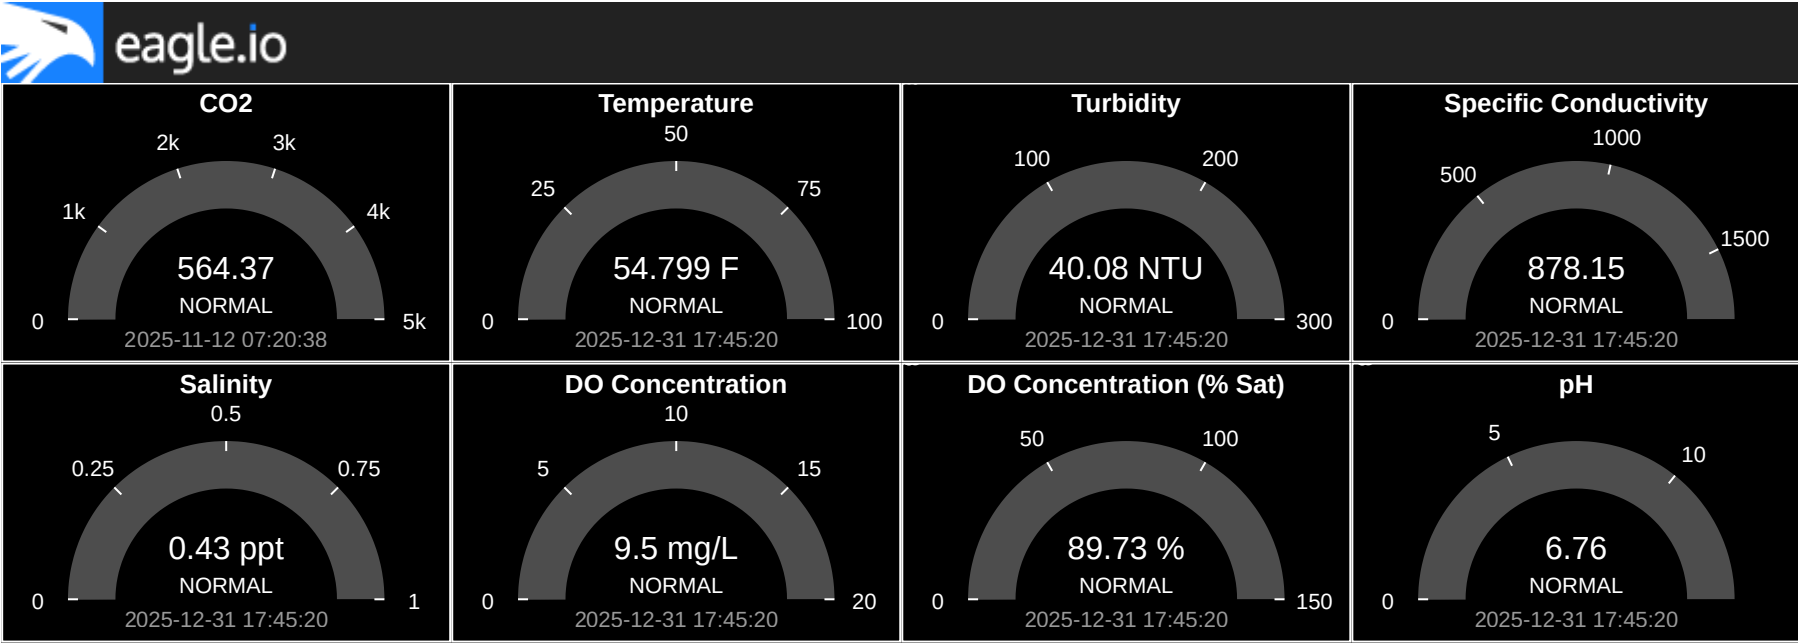 eagle.io
CO2
2k
3k
1k
4k
564.37
NORMAL
0
5k
2025-11-12 07:20:38
Temperature
50
25
75
54.799 F
NORMAL
0
100
2025-12-31 17:45:20
Turbidity
100
200
40.08 NTU
NORMAL
0
300
2025-12-31 17:45:20
Specific Conductivity
1000
500
1500
878.15
NORMAL
0
2025-12-31 17:45:20
Salinity
0.5
0.25
0.75
0.43 ppt
NORMAL
0
1
2025-12-31 17:45:20
DO Concentration
10
5
15
9.5 mg/L
NORMAL
0
20
2025-12-31 17:45:20
DO Concentration (% Sat)
50
100
89.73 %
NORMAL
0
150
2025-12-31 17:45:20
pH
5
10
6.76
NORMAL
0
2025-12-31 17:45:20